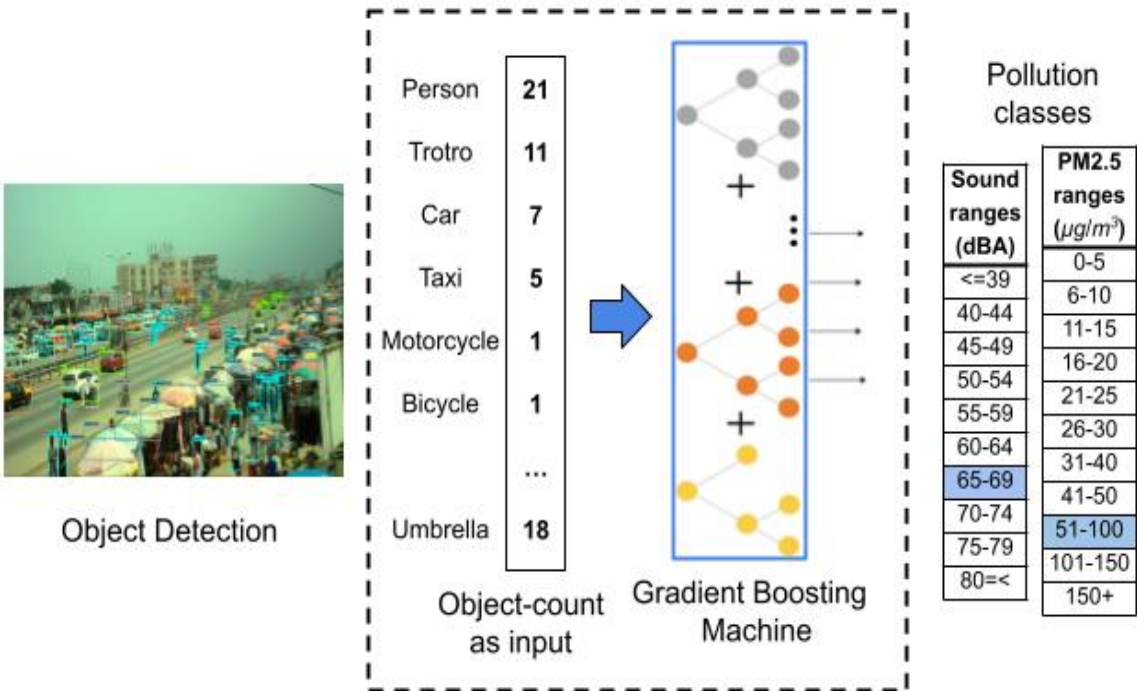 Object Detection
Person 21
Trotro 11
Car 7
Taxi 5
Motorcycle 1
Bicycle 1
...
Umbrella 18
Object-count
as input
+
+
+
Gradient Boosting
Machine
Pollution
classes
Sound
ranges
(dBA)
<=39
40-44
45-49
50-54
55-59
60-64
65-69
70-74
75-79
80=<
PM2.5
ranges
(µg/m³)
0-5
6-10
11-15
16-20
21-25
26-30
31-40
41-50
51-100
101-150
150+